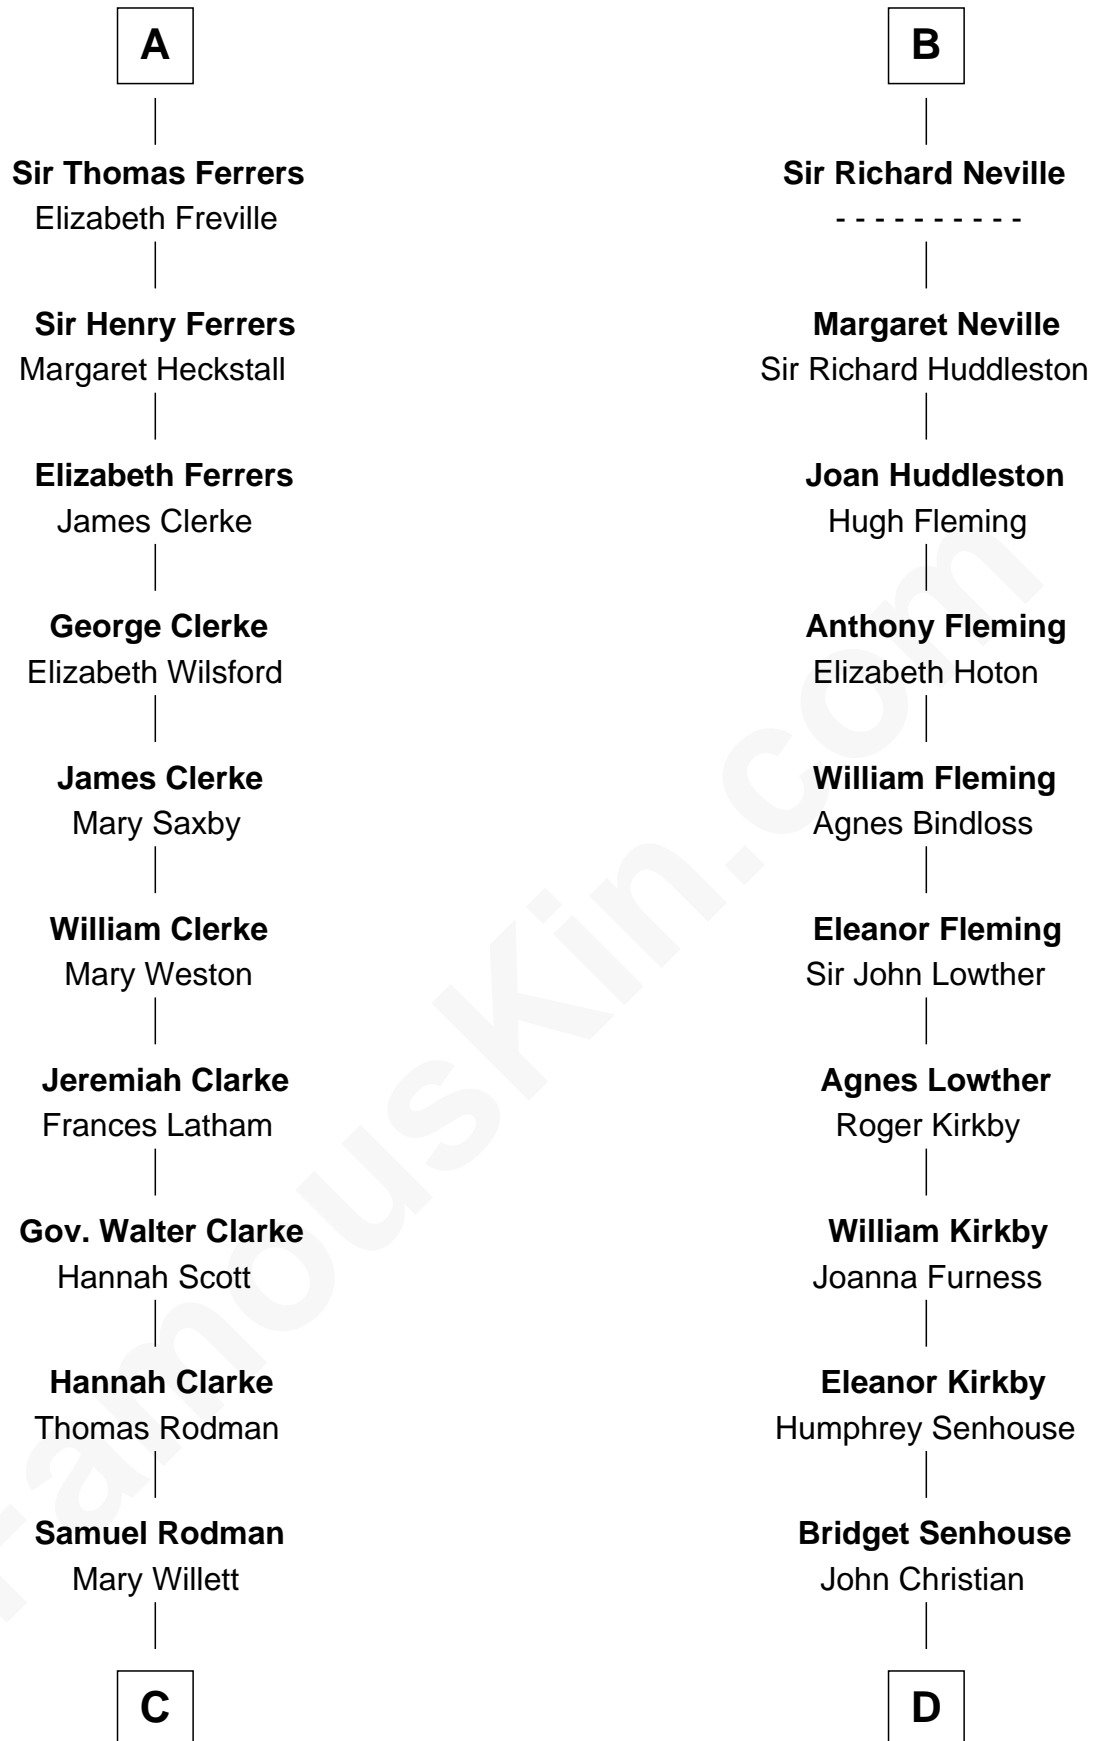 A
Sir Thomas Ferrers
Elizabeth Freville
Sir Henry Ferrers
Margaret Heckstall
Elizabeth Ferrers
James Clerke
George Clerke
Elizabeth Wilsford
James Clerke
Mary Saxby
William Clerke
Mary Weston
Jeremiah Clarke
Frances Latham
Gov. Walter Clarke
Hannah Scott
Hannah Clarke
Thomas Rodman
Samuel Rodman
Mary Willett
C
B
Sir Richard Neville
- - - - - - - - - -
Margaret Neville
Sir Richard Huddleston
Joan Huddleston
Hugh Fleming
Anthony Fleming
Elizabeth Hoton
William Fleming
Agnes Bindloss
Eleanor Fleming
Sir John Lowther
Agnes Lowther
Roger Kirkby
William Kirkby
Joanna Furness
Eleanor Kirkby
Humphrey Senhouse
Bridget Senhouse
John Christian
D
FamousKin.com